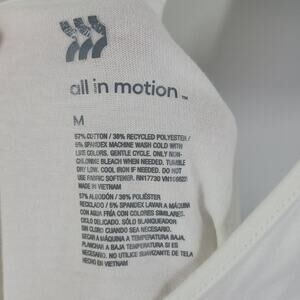 all in motion™
M
57% COTTON / 38% RECYCLED POLYESTER /
5% SPANDEX MACHINE WASH COLD WITH
LIKE COLORS. GENTLE CYCLE. ONLY NON-
CHLORINE BLEACH WHEN NEEDED. TUMBLE
DRY LOW. COOL IRON IF NEEDED. DO NOT
USE FABRIC SOFTENER. RN17730
MADE IN VIETNAM
57% ALGODÓN / 38% POLIÉSTER
RECICLADO / 5% SPANDEX LAVAR A MÁQUINA
CON AGUA FRÍA CON COLORES SIMILARES.
CICLO DELICADO. SÓLO BLANQUEADOR
SIN CLORO CUANDO SEA NECESARIO.
SECAR A MÁQUINA A TEMPERATURA BAJA.
PLANCHAR A BAJA TEMPERATURA SI ES
NECESARIO. NO UTILICE SUAVIZANTE DE TELA
HECHO EN VIETNAM